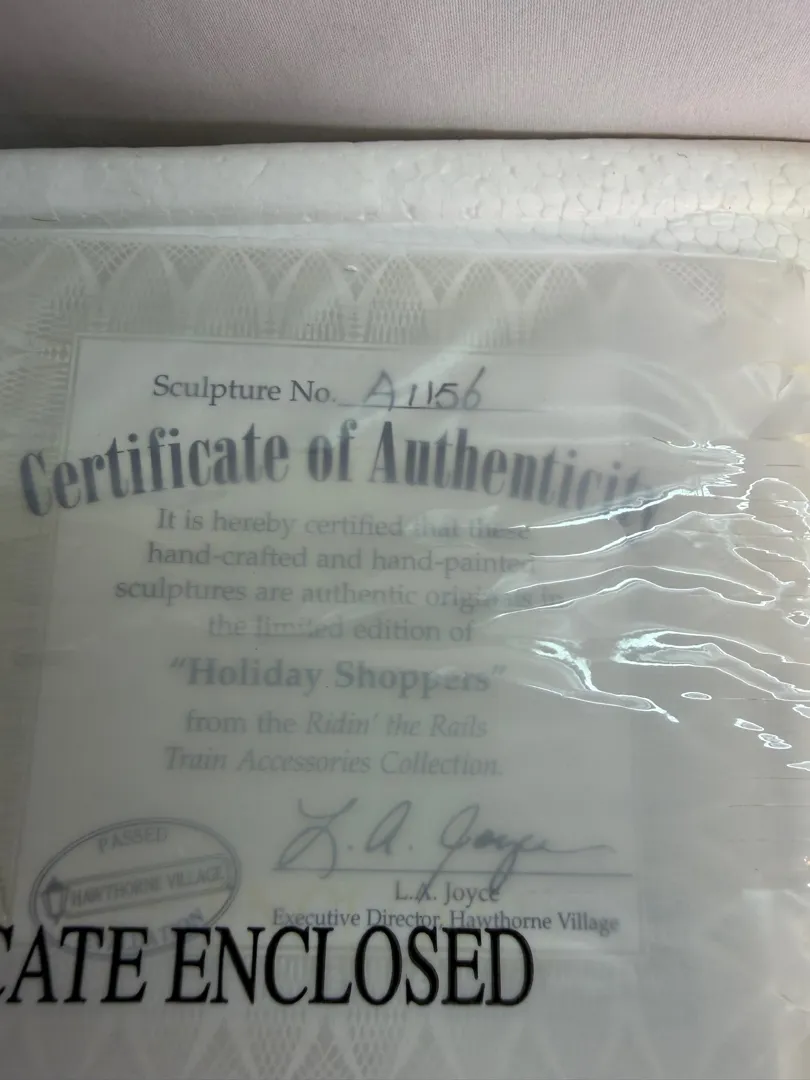 Sculpture No. A1156
Certificate of Authenticity
It is hereby certified that these
hand-crafted and hand-painted
sculptures are authentic originals in
the limited edition of
"Holiday Shoppers"
from the Ridin' the Rails
Train Accessories Collection.
L. A. Joyce
PASSED
HAWTHORNE VILLAGE
L.A. Joyce
Executive Director, Hawthorne Village
CATE ENCLOSED